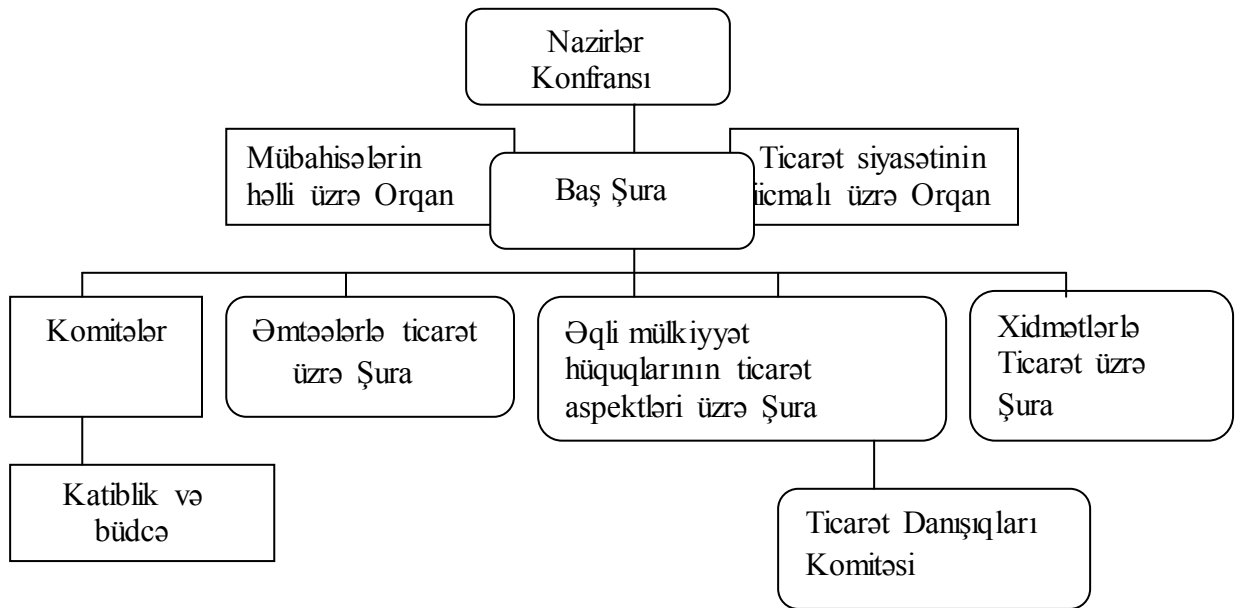 Nazirlər
Konfransı
Mübahisələrin
həlli üzrə Orqan
Baş Şura
Ticarət siyasətinin
icmalı üzrə Orqan
Komitələr
Əmtəələrlə ticarət
üzrə Şura
Əqli mülkiyyət
hüquqlarının ticarət
aspektləri üzrə Şura
Xidmətlərlə
Ticarət üzrə
Şura
Katiblik və
büdcə
Ticarət Danışıqları
Komitəsi